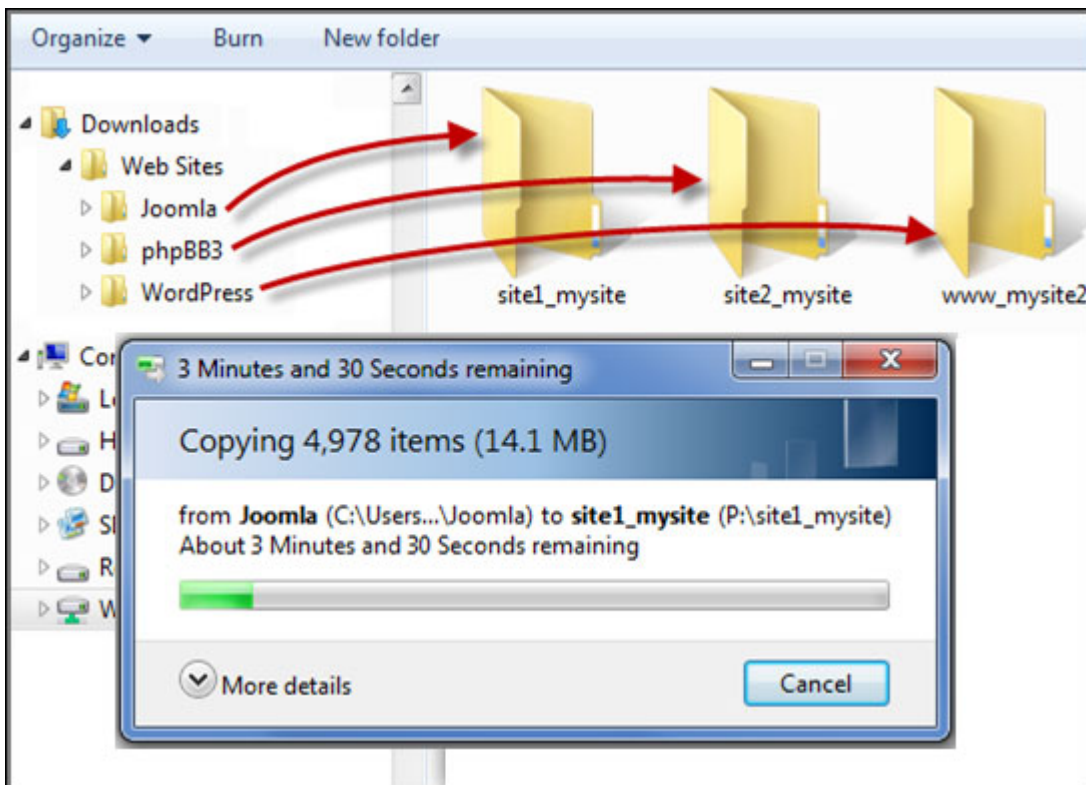 Organize Burn New folder
Downloads
Web Sites
Joomla
phpBB3
WordPress
site1_mysite site2_mysite www_mysite2
3 Minutes and 30 Seconds remaining
Copying 4,978 items (14.1 MB)
from Joomla (C:\Users...\Joomla) to site1_mysite (P:\site1_mysite)
About 3 Minutes and 30 Seconds remaining
More details
Cancel